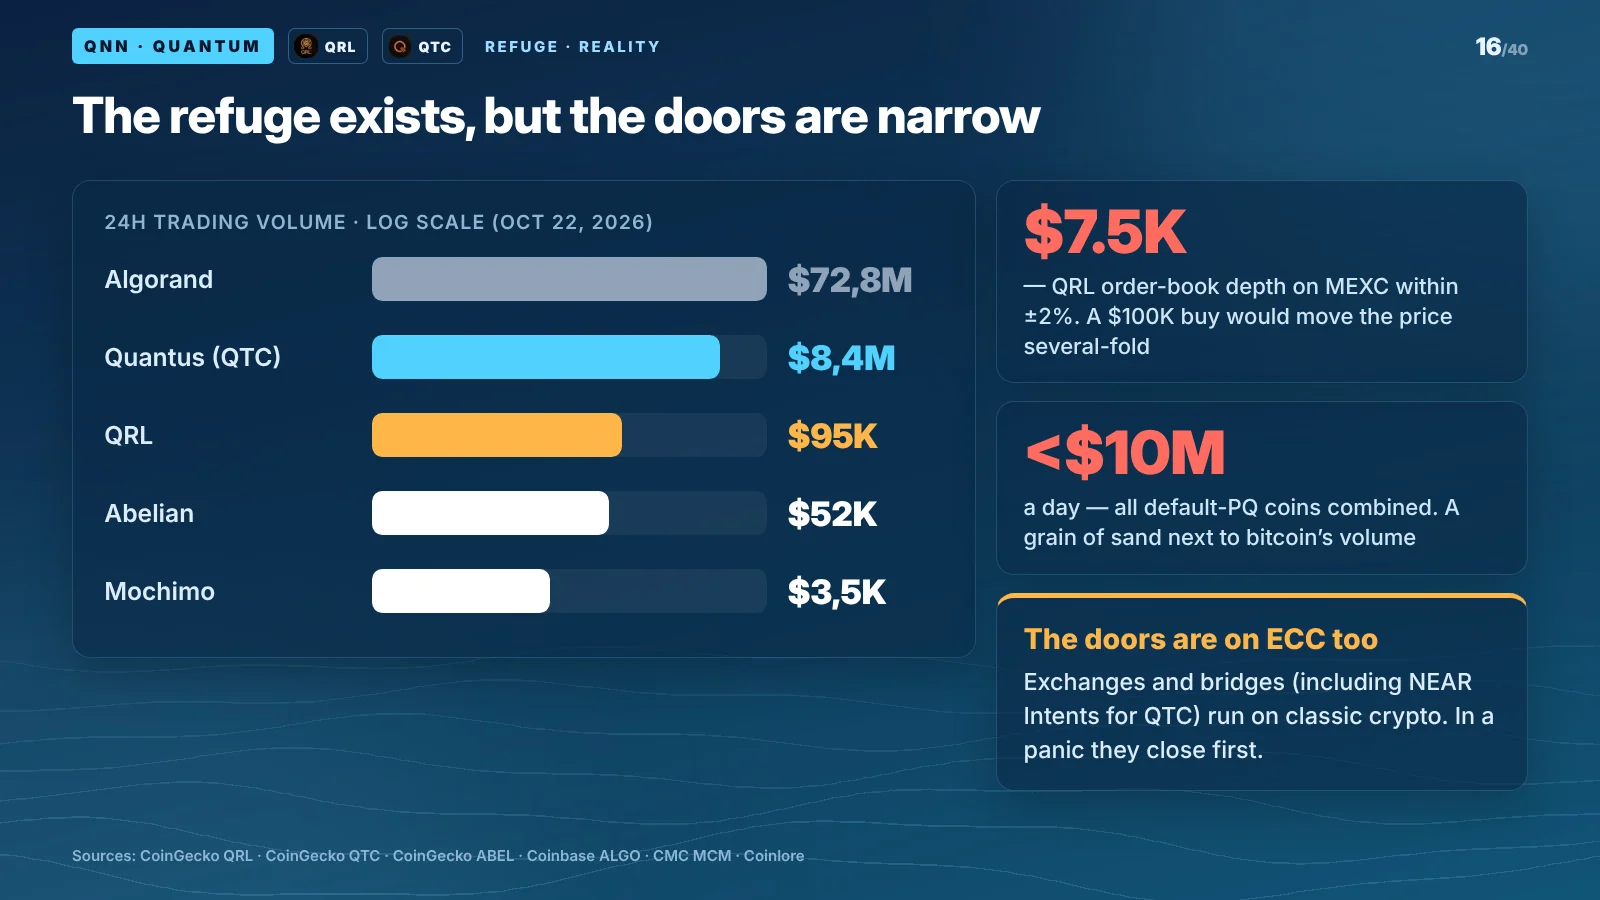 QNN · QUANTUM
QRL
QTC
REFUGE · REALITY
16/40
The refuge exists, but the doors are narrow
24H TRADING VOLUME · LOG SCALE (OCT 22, 2026)
Algorand
$72,8M
Quantus (QTC)
$8,4M
QRL
$95K
Abelian
$52K
Mochimo
$3,5K
$7.5K
— QRL order-book depth on MEXC within
±2%. A $100K buy would move the price
several-fold
<$10M
a day — all default-PQ coins combined. A
grain of sand next to bitcoin’s volume
The doors are on ECC too
Exchanges and bridges (including NEAR
Intents for QTC) run on classic crypto. In a
panic they close first.
Sources: CoinGecko QRL · CoinGecko QTC · CoinGecko ABEL · Coinbase ALGO · CMC MCM · Coinlore